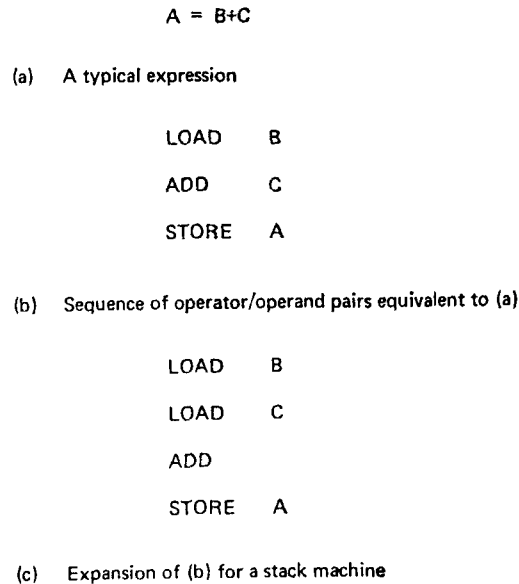 A = B+C
(a) A typical expression
LOAD B
ADD C
STORE A
(b) Sequence of operator/operand pairs equivalent to (a)
LOAD B
LOAD C
ADD
STORE A
(c) Expansion of (b) for a stack machine